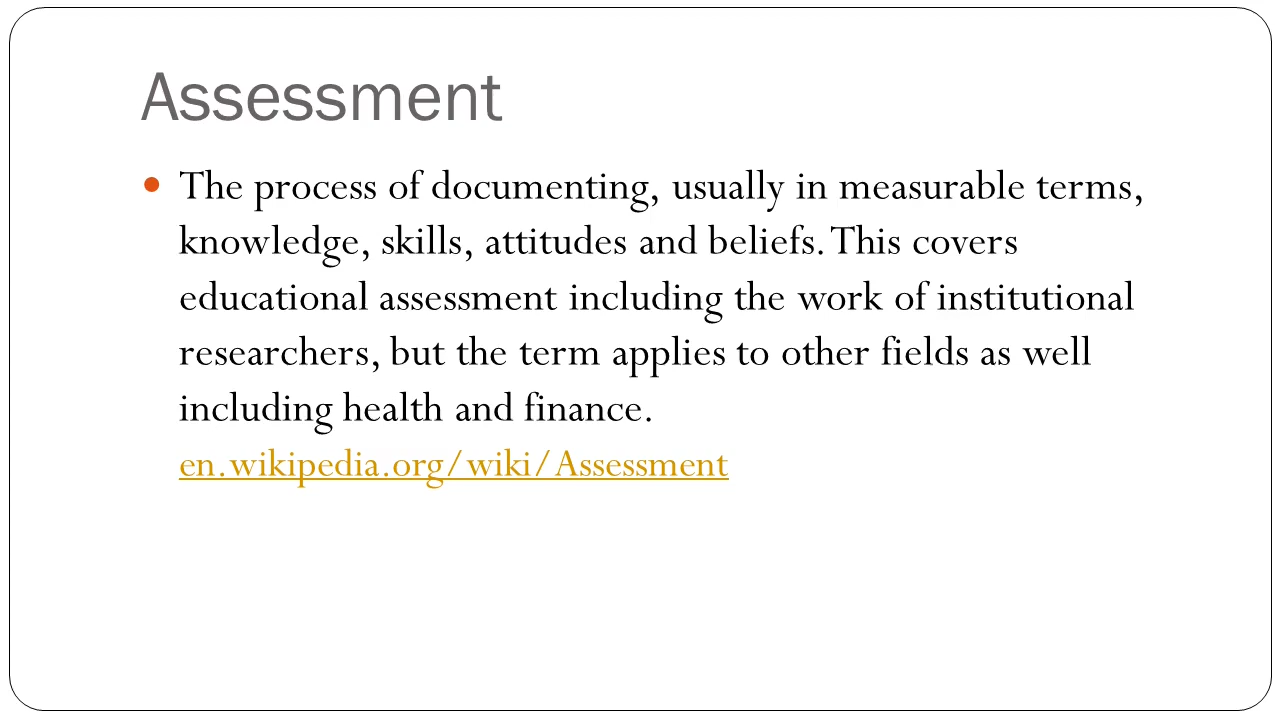 Assessment
The process of documenting, usually in measurable terms,
knowledge, skills, attitudes and beliefs. This covers
educational assessment including the work of institutional
researchers, but the term applies to other fields as well
including health and finance.
en.wikipedia.org/wiki/Assessment